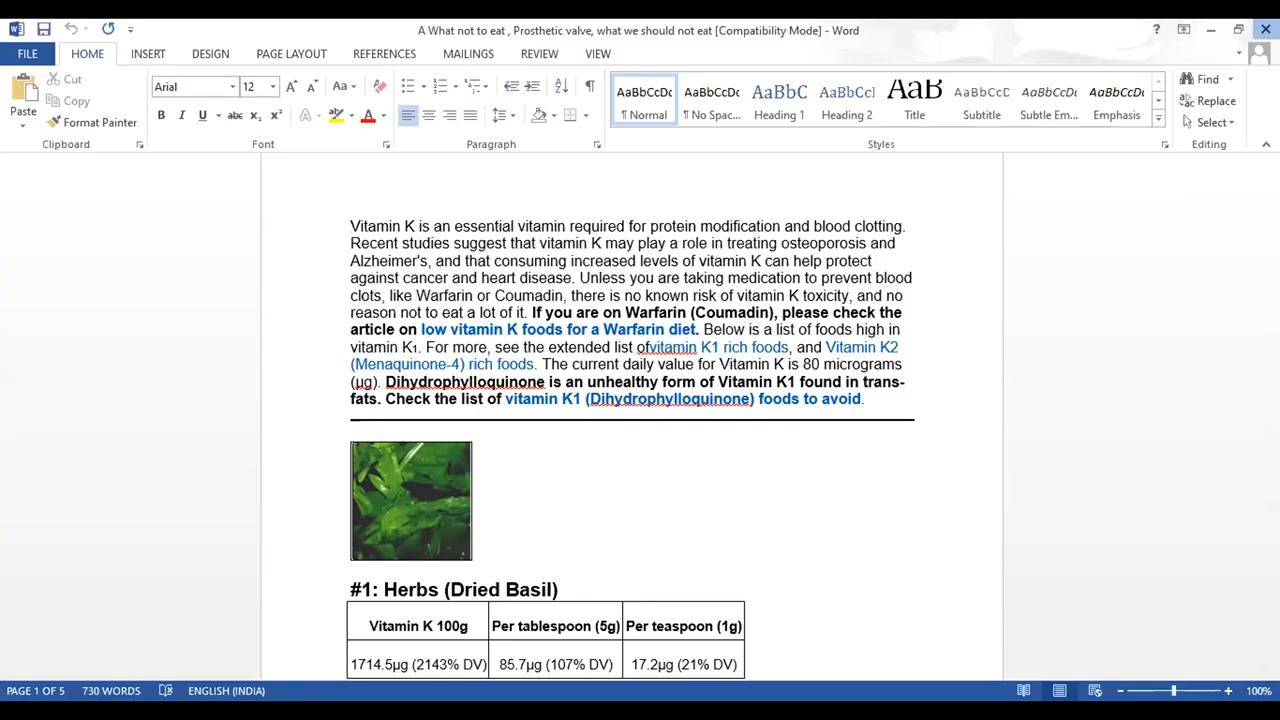 A What not to eat , Prosthetic valve, what we should not eat [Compatibility Mode] - Word
FILE HOME INSERT DESIGN PAGE LAYOUT REFERENCES MAILINGS REVIEW VIEW
Paste
Cut
Copy
Format Painter
Arial 12
AaBbCcDc AaBbCcDc AaBbC AaBbCcI AaB AaBbCcD AaBbCcDc AaBbCcDc
¶ Normal ¶ No Spac... Heading 1 Heading 2 Title Subtitle Subtle Em... Emphasis
Find
Replace
Select
Clipboard Font Paragraph Styles Editing
Vitamin K is an essential vitamin required for protein modification and blood clotting.
Recent studies suggest that vitamin K may play a role in treating osteoporosis and
Alzheimer's, and that consuming increased levels of vitamin K can help protect
against cancer and heart disease. Unless you are taking medication to prevent blood
clots, like Warfarin or Coumadin, there is no known risk of vitamin K toxicity, and no
reason not to eat a lot of it. If you are on Warfarin (Coumadin), please check the
article on low vitamin K foods for a Warfarin diet. Below is a list of foods high in
vitamin K1. For more, see the extended list ofvitamin K1 rich foods, and Vitamin K2
(Menaquinone-4) rich foods. The current daily value for Vitamin K is 80 micrograms
(μg). Dihydrophylloquinone is an unhealthy form of Vitamin K1 found in trans-
fats. Check the list of vitamin K1 (Dihydrophylloquinone) foods to avoid.
#1: Herbs (Dried Basil)
Vitamin K 100g Per tablespoon (5g) Per teaspoon (1g)
1714.5μg (2143% DV) 85.7μg (107% DV) 17.2μg (21% DV)
PAGE 1 OF 5 730 WORDS ENGLISH (INDIA) 100%